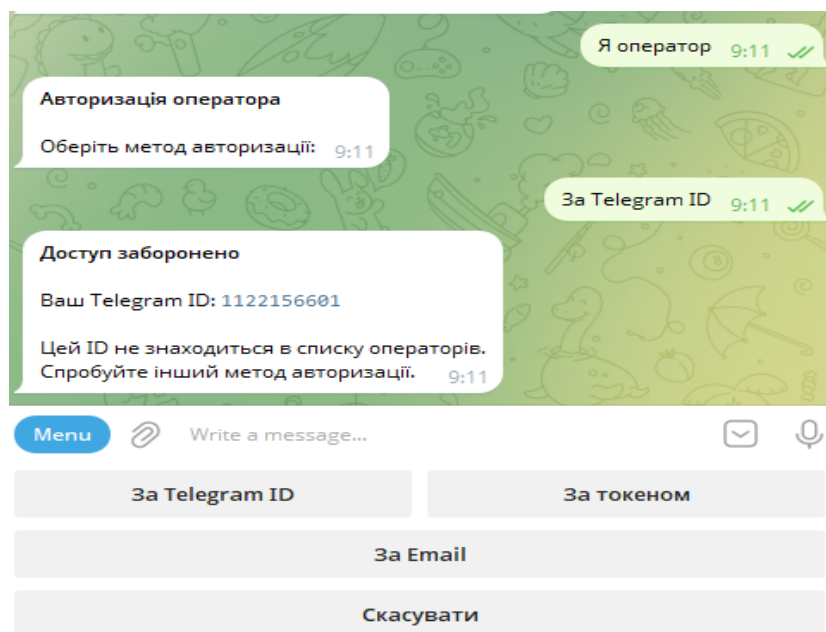 Я оператор 9:11
Авторизація оператора
Оберіть метод авторизації: 9:11
За Telegram ID 9:11
Доступ заборонено
Ваш Telegram ID: 1122156601
Цей ID не знаходиться в списку операторів.
Спробуйте інший метод авторизації. 9:11
Menu Write a message...
За Telegram ID За токеном
За Email
Скасувати